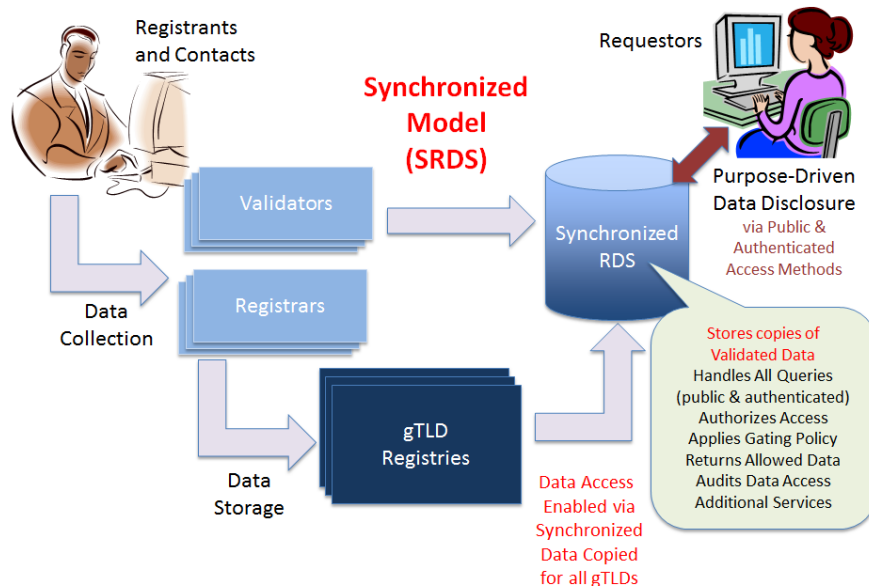 Registrants
and Contacts
Synchronized
Model
(SRDS)
Requestors
Validators
Synchronized
RDS
Purpose-Driven
Data Disclosure
via Public &
Authenticated
Access Methods
Data
Collection
Registrars
gTLD
Registries
Data
Storage
Data Access
Enabled via
Synchronized
Data Copied
for all gTLDs
Stores copies of
Validated Data
Handles All Queries
(public & authenticated)
Authorizes Access
Applies Gating Policy
Returns Allowed Data
Audits Data Access
Additional Services